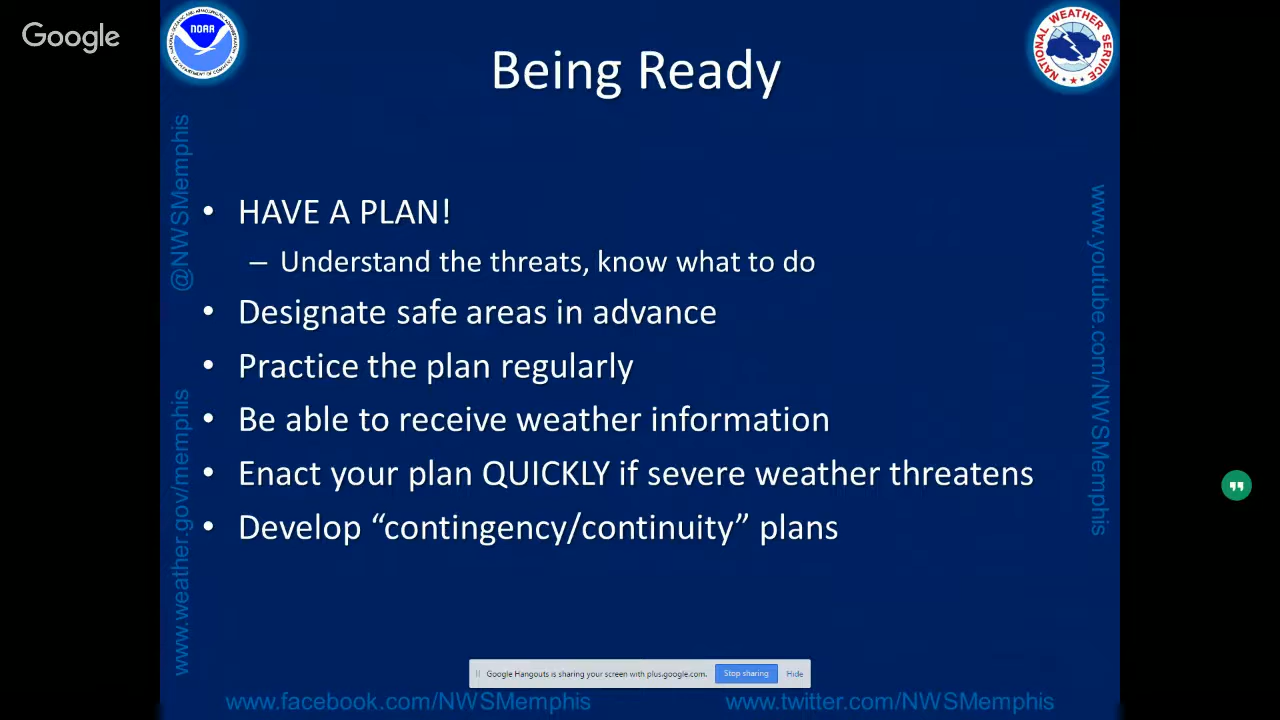 Google
NOAA
NATIONAL WEATHER SERVICE
Being Ready
@NWSMemphis
www.weather.gov/memphis
www.youtube.com/NWSMemphis
• HAVE A PLAN!
– Understand the threats, know what to do
• Designate safe areas in advance
• Practice the plan regularly
• Be able to receive weather information
• Enact your plan QUICKLY if severe weather threatens
• Develop “contingency/continuity” plans
Google Hangouts is sharing your screen with plus.google.com. Stop sharing Hide
www.facebook.com/NWSMemphis www.twitter.com/NWSMemphis